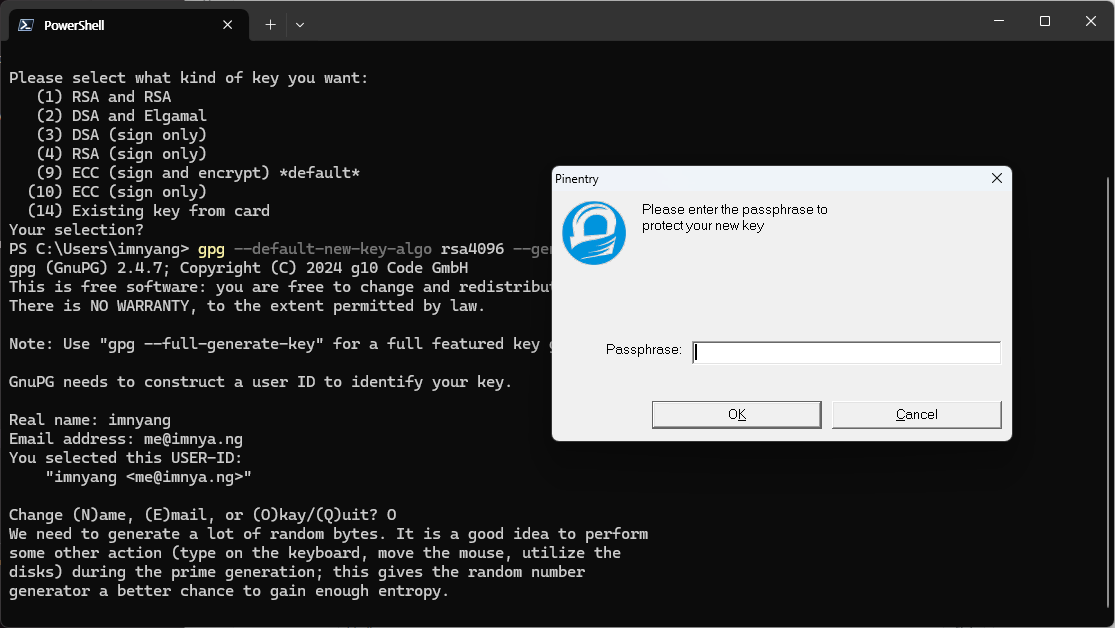 PowerShell
Please select what kind of key you want:
(1) RSA and RSA
(2) DSA and Elgamal
(3) DSA (sign only)
(4) RSA (sign only)
(9) ECC (sign and encrypt) *default*
(10) ECC (sign only)
(14) Existing key from card
Your selection?
PS C:\Users\imnyang> gpg --default-new-key-algo rsa4096 --ge
gpg (GnuPG) 2.4.7; Copyright (C) 2024 g10 Code GmbH
This is free software: you are free to change and redistribut
There is NO WARRANTY, to the extent permitted by law.
Note: Use "gpg --full-generate-key" for a full featured key g
GnuPG needs to construct a user ID to identify your key.
Real name: imnyang
Email address: me@imnya.ng
You selected this USER-ID:
"imnyang <me@imnya.ng>"
Change (N)ame, (E)mail, or (O)kay/(Q)uit? O
We need to generate a lot of random bytes. It is a good idea to perform
some other action (type on the keyboard, move the mouse, utilize the
disks) during the prime generation; this gives the random number
generator a better chance to gain enough entropy.
Pinentry
Please enter the passphrase to
protect your new key
Passphrase:
OK
Cancel